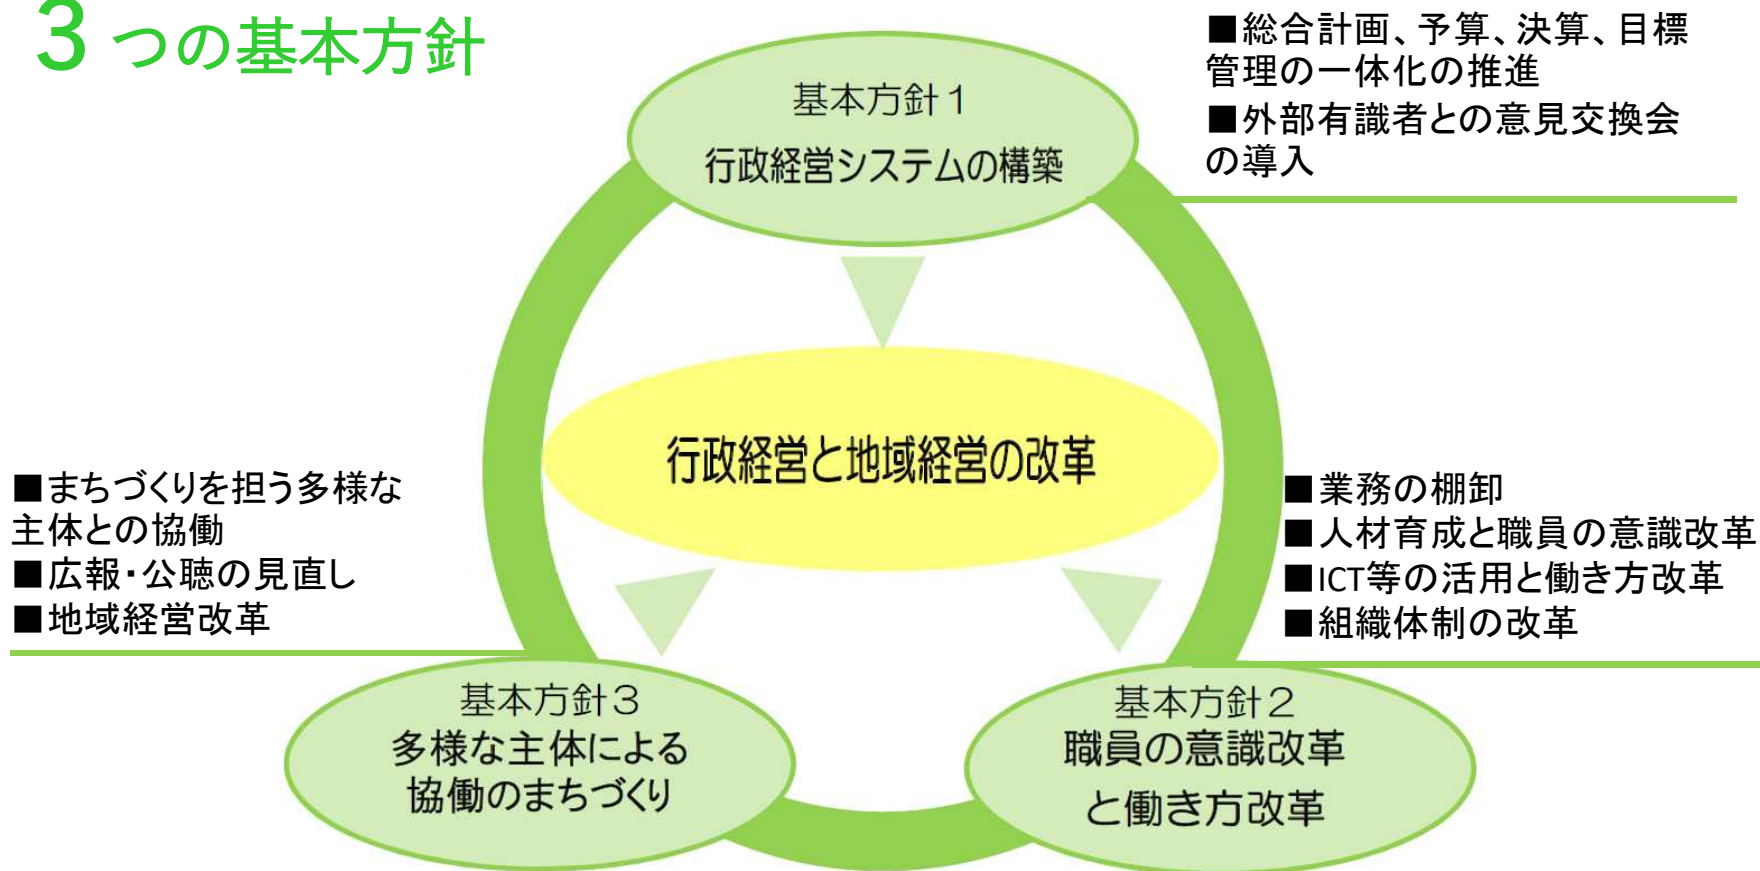 3つの基本方針
基本方針1
行政経営システムの構築
■総合計画、予算、決算、目標
管理の一体化の推進
■外部有識者との意見交換会
の導入
行政経営と地域経営の改革
■まちづくりを担う多様な
主体との協働
■広報・公聴の見直し
■地域経営改革
■業務の棚卸
■人材育成と職員の意識改革
■ICT等の活用と働き方改革
■組織体制の改革
基本方針3
多様な主体による
協働のまちづくり
基本方針2
職員の意識改革
と働き方改革